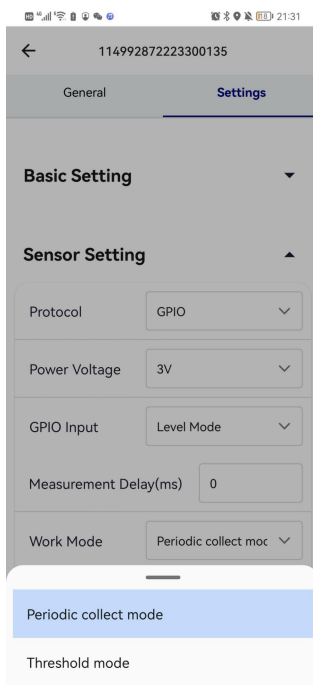 21:31
114992872223300135
General Settings
Basic Setting
Sensor Setting
Protocol GPIO
Power Voltage 3V
GPIO Input Level Mode
Measurement Delay(ms) 0
Work Mode Periodic collect moc
Periodic collect mode
Threshold mode